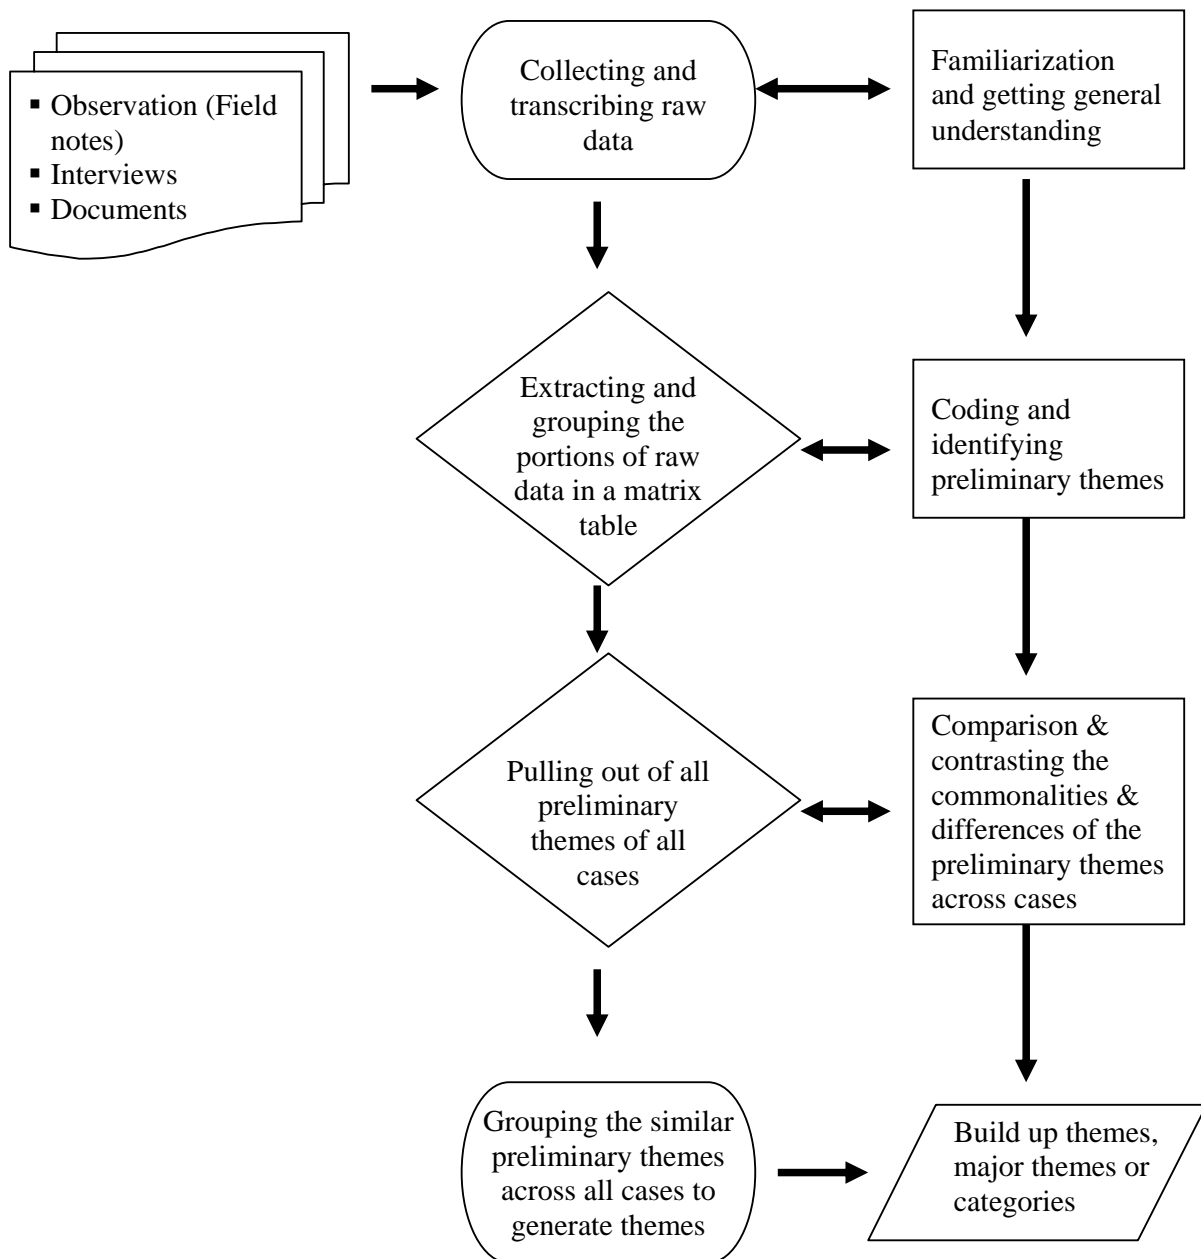 ▪ Observation (Field
notes)
▪ Interviews
▪ Documents
Collecting and
transcribing raw
data
Familiarization
and getting general
understanding
Extracting and
grouping the
portions of raw
data in a matrix
table
Coding and
identifying
preliminary themes
Pulling out of all
preliminary
themes of all
cases
Comparison &
contrasting the
commonalities &
differences of the
preliminary themes
across cases
Grouping the similar
preliminary themes
across all cases to
generate themes
Build up themes,
major themes or
categories